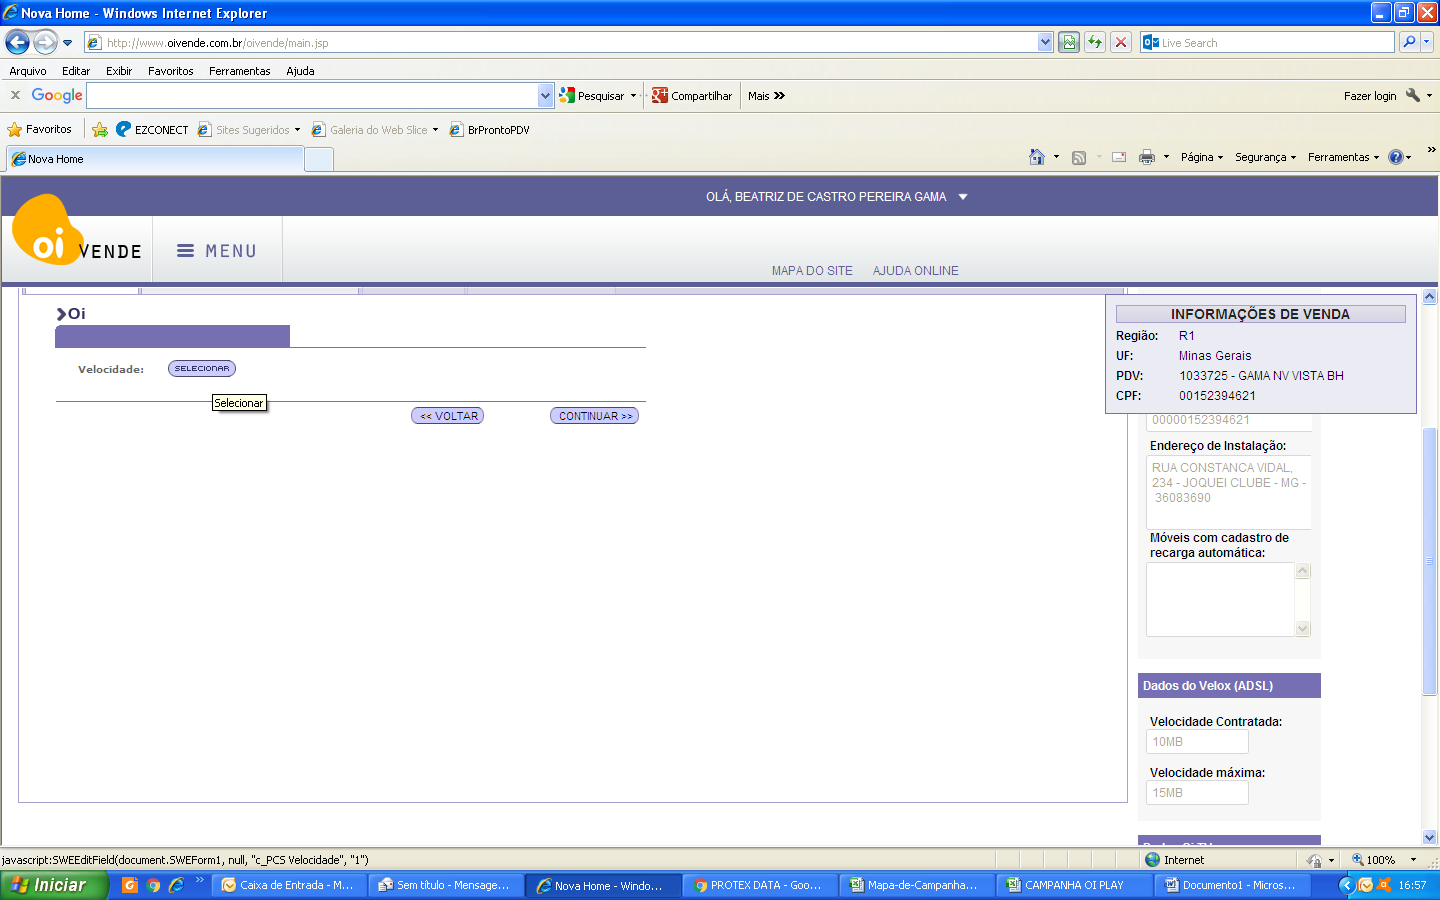 Nova Home - Windows Internet Explorer
http://www.oivende.com.br/oivende/main.jsp
Live Search
Arquivo Editar Exibir Favoritos Ferramentas Ajuda
x Google Pesquisar Compartilhar Mais >> Fazer login
Favoritos EZCONECT Sites Sugeridos Galeria do Web Slice BrProntoPDV
Nova Home
Página Segurança Ferramentas
OLÁ, BEATRIZ DE CASTRO PEREIRA GAMA
oi VENDE
MENU
MAPA DO SITE AJUDA ONLINE
Oi
Velocidade: SELECIONAR
Selecionar
<< VOLTAR CONTINUAR >>
INFORMAÇÕES DE VENDA
Região: R1
UF: Minas Gerais
PDV: 1033725 - GAMA NV VISTA BH
CPF: 00152394621
00000152394621
Endereço de Instalação:
RUA CONSTANCA VIDAL,
234 - JOQUEI CLUBE - MG -
36083690
Móveis com cadastro de
recarga automática:
Dados do Velox (ADSL)
Velocidade Contratada:
10MB
Velocidade máxima:
15MB
javascript:SWEEditField(document.SWEForm1, null, "c_PCS Velocidade", "1")
Internet
100%
Iniciar
Caixa de Entrada - M...
Sem título - Mensage...
Nova Home - Windo...
PROTEX DATA - Goo...
Mapa-de-Campanha...
CAMPANHA OI PLAY
Documento1 - Micros...
16:57